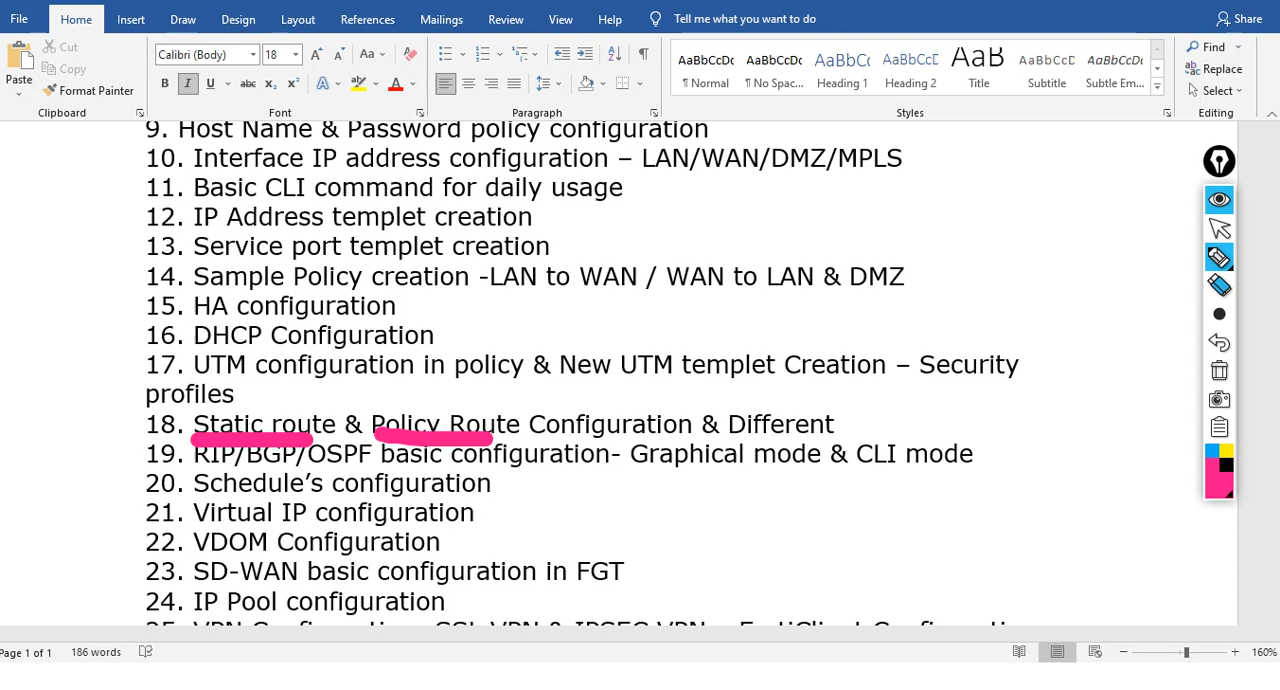 File Home Insert Draw Design Layout References Mailings Review View Help Tell me what you want to do Share
Cut
Copy
Paste
Format Painter
Calibri (Body) 18 Aa
B I U abc X₂ X² A A
AaBbCcDc AaBbCcDc AaBbCc AaBbCcC AaB AaBbCcC AaBbCcDc
¶ Normal ¶ No Spac... Heading 1 Heading 2 Title Subtitle Subtle Em...
Find
Replace
Select
Clipboard Font Paragraph Styles Editing
9. Host Name & Password policy configuration
10. Interface IP address configuration – LAN/WAN/DMZ/MPLS
11. Basic CLI command for daily usage
12. IP Address templet creation
13. Service port templet creation
14. Sample Policy creation -LAN to WAN / WAN to LAN & DMZ
15. HA configuration
16. DHCP Configuration
17. UTM configuration in policy & New UTM templet Creation – Security
profiles
18. Static route & Policy Route Configuration & Different
19. RIP/BGP/OSPF basic configuration- Graphical mode & CLI mode
20. Schedule’s configuration
21. Virtual IP configuration
22. VDOM Configuration
23. SD-WAN basic configuration in FGT
24. IP Pool configuration
Page 1 of 1 186 words 160%